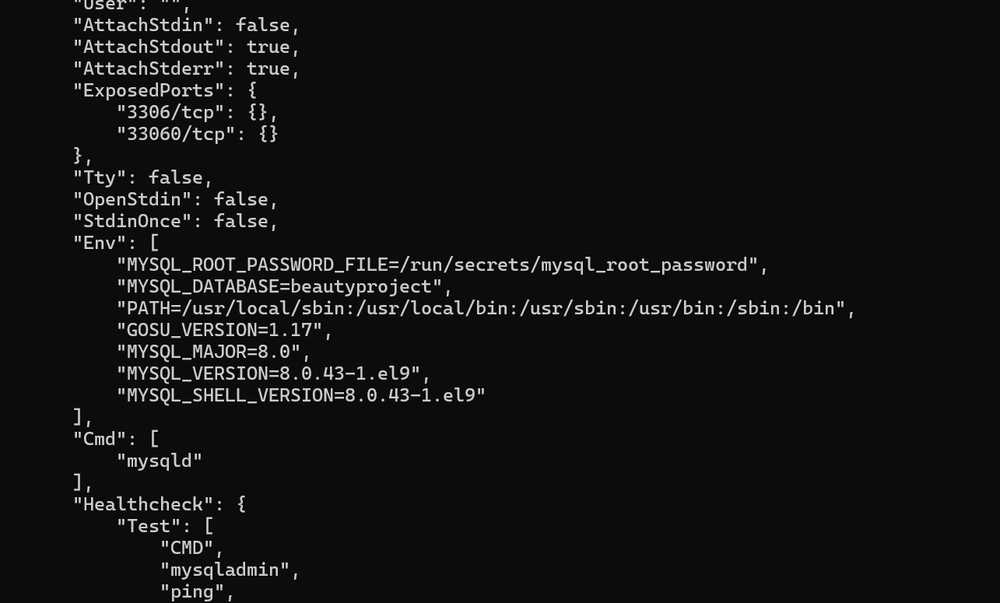 "User": "",
"AttachStdin": false,
"AttachStdout": true,
"AttachStderr": true,
"ExposedPorts": {
    "3306/tcp": {},
    "33060/tcp": {}
},
"Tty": false,
"OpenStdin": false,
"StdinOnce": false,
"Env": [
    "MYSQL_ROOT_PASSWORD_FILE=/run/secrets/mysql_root_password",
    "MYSQL_DATABASE=beautyproject",
    "PATH=/usr/local/sbin:/usr/local/bin:/usr/sbin:/usr/bin:/sbin:/bin",
    "GOSU_VERSION=1.17",
    "MYSQL_MAJOR=8.0",
    "MYSQL_VERSION=8.0.43-1.el9",
    "MYSQL_SHELL_VERSION=8.0.43-1.el9"
],
"Cmd": [
    "mysqld"
],
"Healthcheck": {
    "Test": [
        "CMD",
        "mysqladmin",
        "ping",